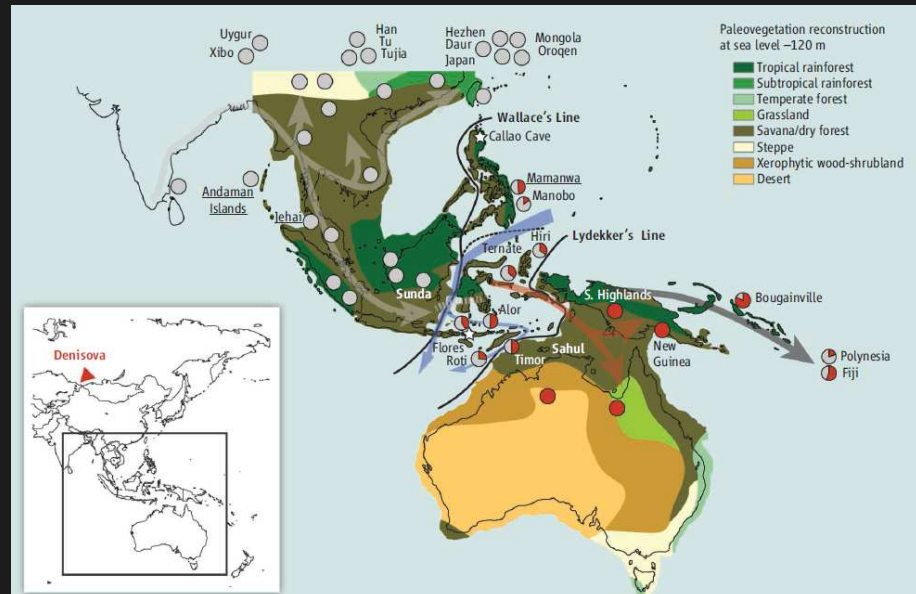 Uygur
Xibo
Han
Tu
Tujia
Hezhen
Daur
Japan
Mongola
Oroqen
Paleovegetation reconstruction
at sea level –120 m
Tropical rainforest
Subtropical rainforest
Temperate forest
Grassland
Savana/dry forest
Steppe
Xerophytic wood-shrubland
Desert
Wallace's Line
Callao Cave
Andaman
Islands
Mamanwa
Manobo
Jehai
Hiri
Lydekker's Line
Ternate
Sunda
S. Highlands
Bougainville
Alor
Flores
Roti
Timor
Sahul
New
Guinea
Polynesia
Fiji
Denisova